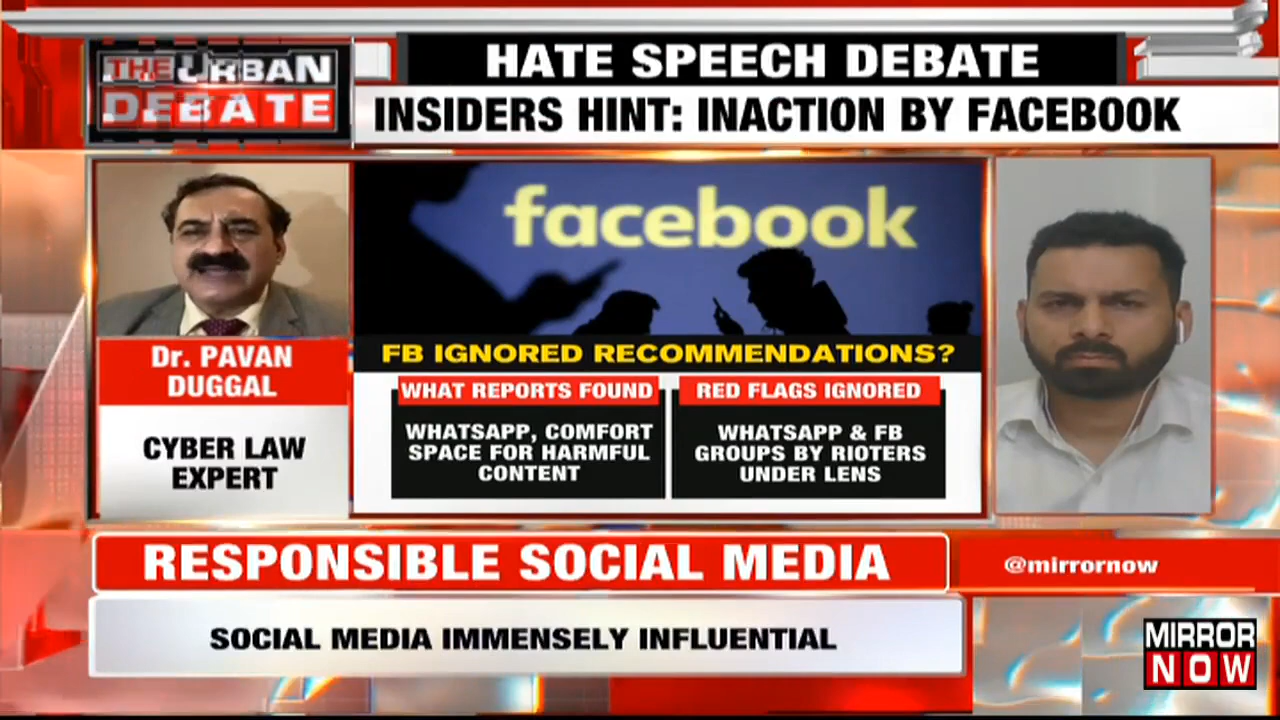 THE URBAN
DEBATE
HATE SPEECH DEBATE
INSIDERS HINT: INACTION BY FACEBOOK
facebook
Dr. PAVAN
DUGGAL
CYBER LAW
EXPERT
FB IGNORED RECOMMENDATIONS?
WHAT REPORTS FOUND
WHATSAPP, COMFORT
SPACE FOR HARMFUL
CONTENT
RED FLAGS IGNORED
WHATSAPP & FB
GROUPS BY RIOTERS
UNDER LENS
RESPONSIBLE SOCIAL MEDIA
@mirrornow
SOCIAL MEDIA IMMENSELY INFLUENTIAL
MIRROR
NOW